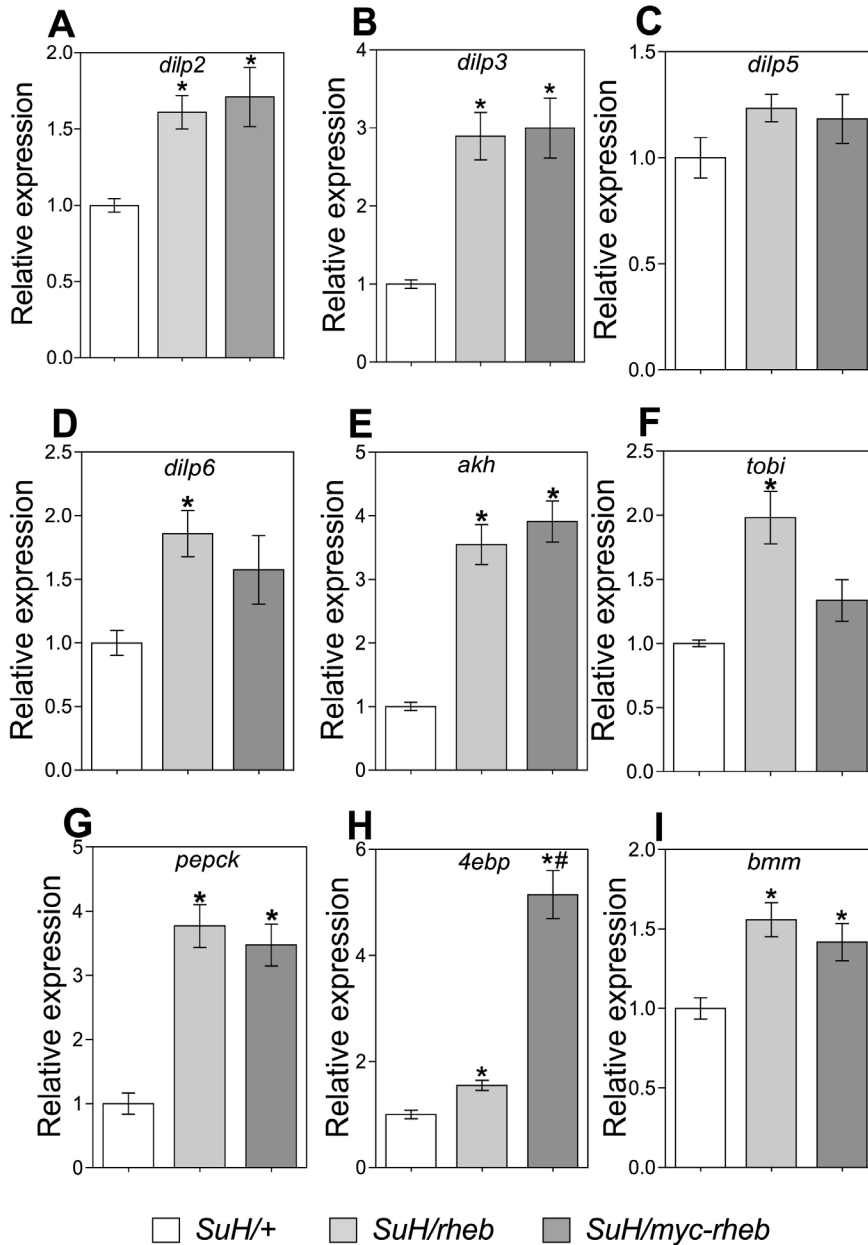 A
dilp2
* *
Relative expression
2.0
1.5
1.0
0.5
0.0
B
dilp3
* *
Relative expression
4
3
2
1
0
C
dilp5
Relative expression
1.5
1.0
0.5
0.0
D
dilp6
*
Relative expression
2.5
2.0
1.5
1.0
0.5
0.0
E
akh
* *
Relative expression
5
4
3
2
1
0
F
tobi
*
Relative expression
2.5
2.0
1.5
1.0
0.5
0.0
G
pepck
* *
Relative expression
5
4
3
2
1
0
H
4ebp
* *#
Relative expression
6
4
2
0
I
bmm
* *
Relative expression
2.0
1.5
1.0
0.5
0.0
SuH/+ SuH/rheb SuH/myc-rheb